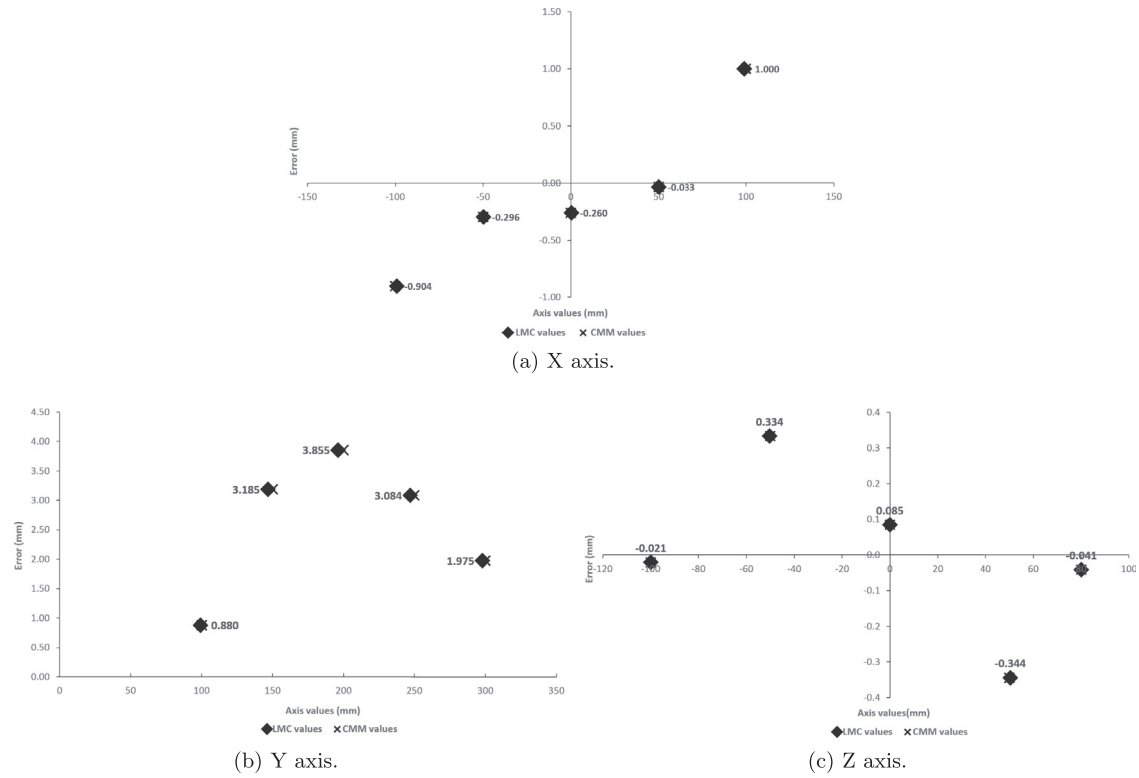 1.50
1.00
1.000
0.50
Error (mm)
0.00
-0.033
-150 -100 -50 0 50 100 150
-0.296
-0.260
-0.50
-0.904
-1.00
Axis values (mm)
LMC values CMM values
(a) X axis.
4.50
4.00
3.855
3.50
3.185
3.084
3.00
2.50
Error (mm)
2.00
1.975
1.50
1.00
0.880
0.50
0.00
0 50 100 150 200 250 300 350
Axis values (mm)
LMC values CMM values
(b) Y axis.
0.4
0.334
0.3
0.2
0.085
0.1
-0.021
0.0
-0.041
Error (mm)
-120 -100 -80 -60 -40 -20 0 20 40 60 80 100
-0.1
-0.2
-0.344
-0.3
-0.4
Axis values(mm)
LMC values CMM values
(c) Z axis.